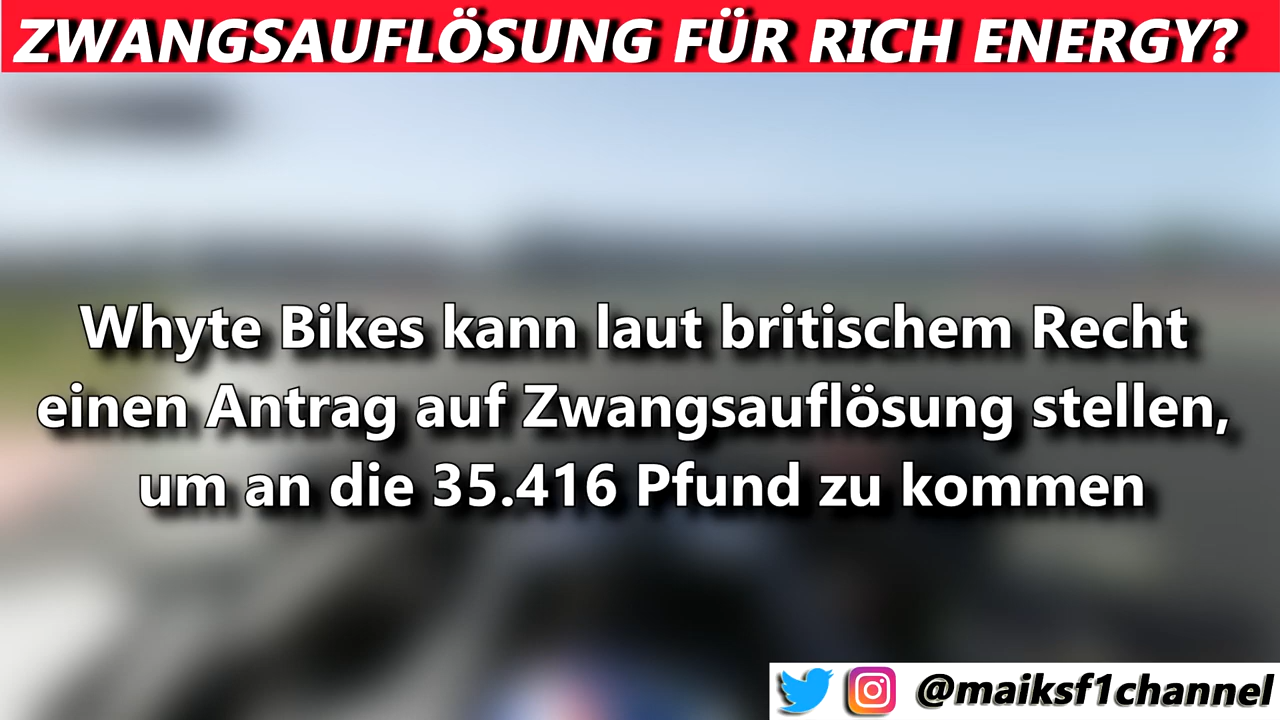 ZWANGSAUFLÖSUNG FÜR RICH ENERGY?
Whyte Bikes kann laut britischem Recht
einen Antrag auf Zwangsauflösung stellen,
um an die 35.416 Pfund zu kommen
@maiksf1channel